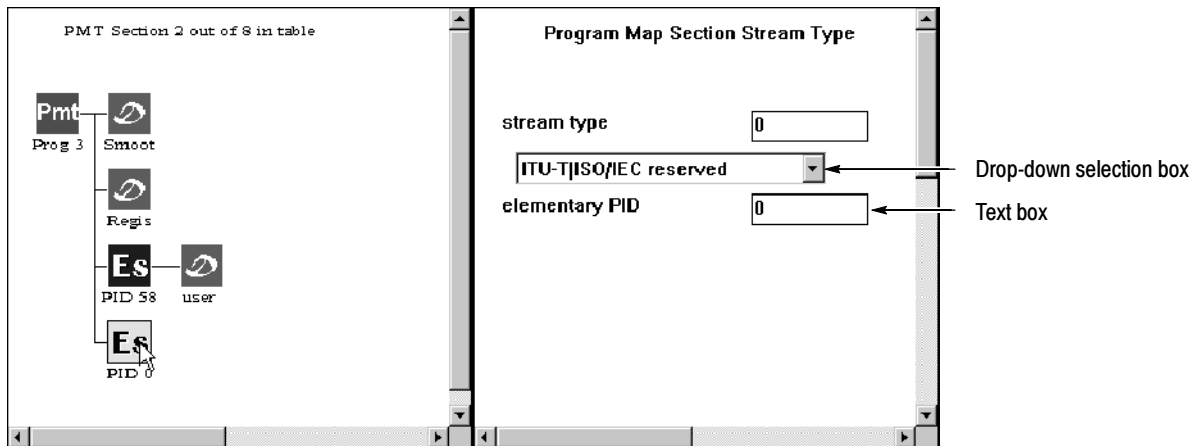 PMT Section 2 out of 8 in table
Pmt
Prog 3
Smoot
Regis
Es
PID 58
user
Es
PID 0
Program Map Section Stream Type
stream type
0
ITU-T|ISO/IEC reserved
Drop-down selection box
elementary PID
0
Text box